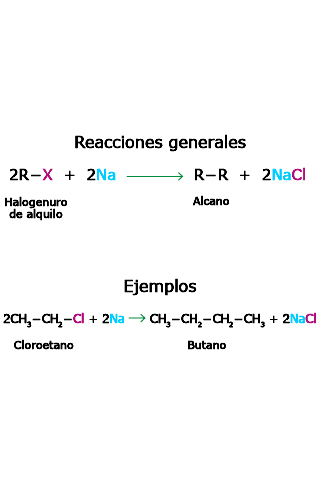 Reacciones generales
2R−X + 2Na → R−R + 2NaCl
Halogenuro
de alquilo
Alcano
Ejemplos
2CH₃−CH₂−Cl + 2Na → CH₃−CH₂−CH₂−CH₃ + 2NaCl
Cloroetano Butano